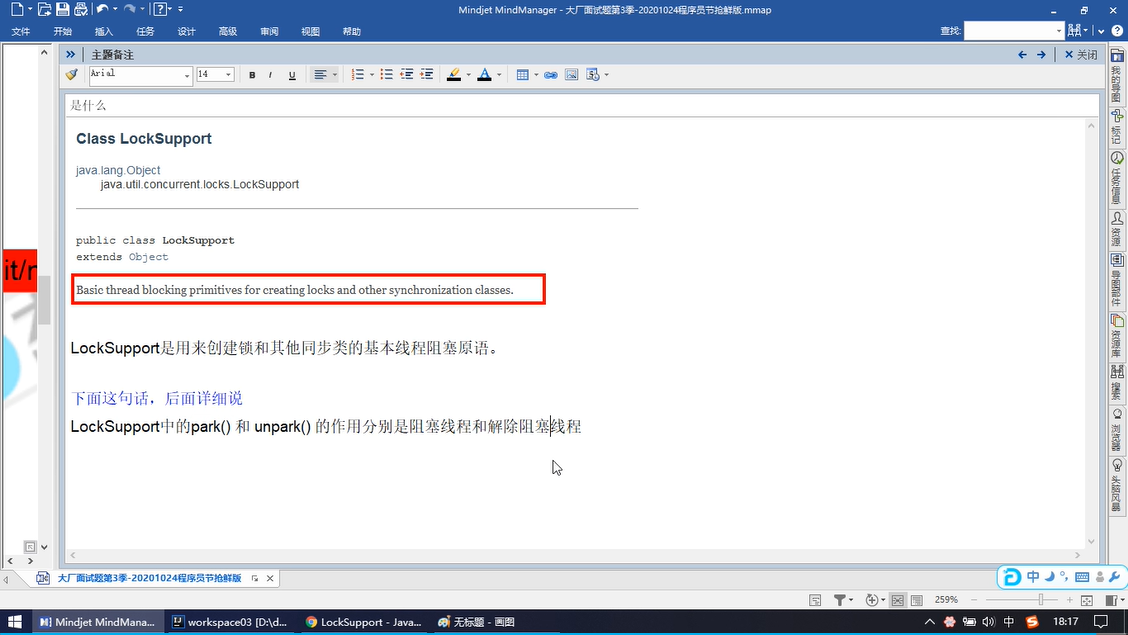 Mindjet MindManager - 大厂面试题第3季-20201024程序员节抢鲜版.mmap
文件 开始 插入 任务 设计 高级 审阅 视图 帮助 查找:
主题备注 关闭
Arial 14 B I U
是什么
Class LockSupport
java.lang.Object
java.util.concurrent.locks.LockSupport
public class LockSupport
extends Object
Basic thread blocking primitives for creating locks and other synchronization classes.
LockSupport是用来创建锁和其他同步类的基本线程阻塞原语。
下面这句话，后面详细说
LockSupport中的park() 和 unpark() 的作用分别是阻塞线程和解除阻塞线程
it/r
我的导图
标记
任务信息
资源
导图部件
资源库
搜索
浏览器
头脑风暴
大厂面试题第3季-20201024程序员节抢鲜版
中
259%
Mindjet MindMana... workspace03 [D:\d... LockSupport - Java... 无标题 - 画图 中 18:17